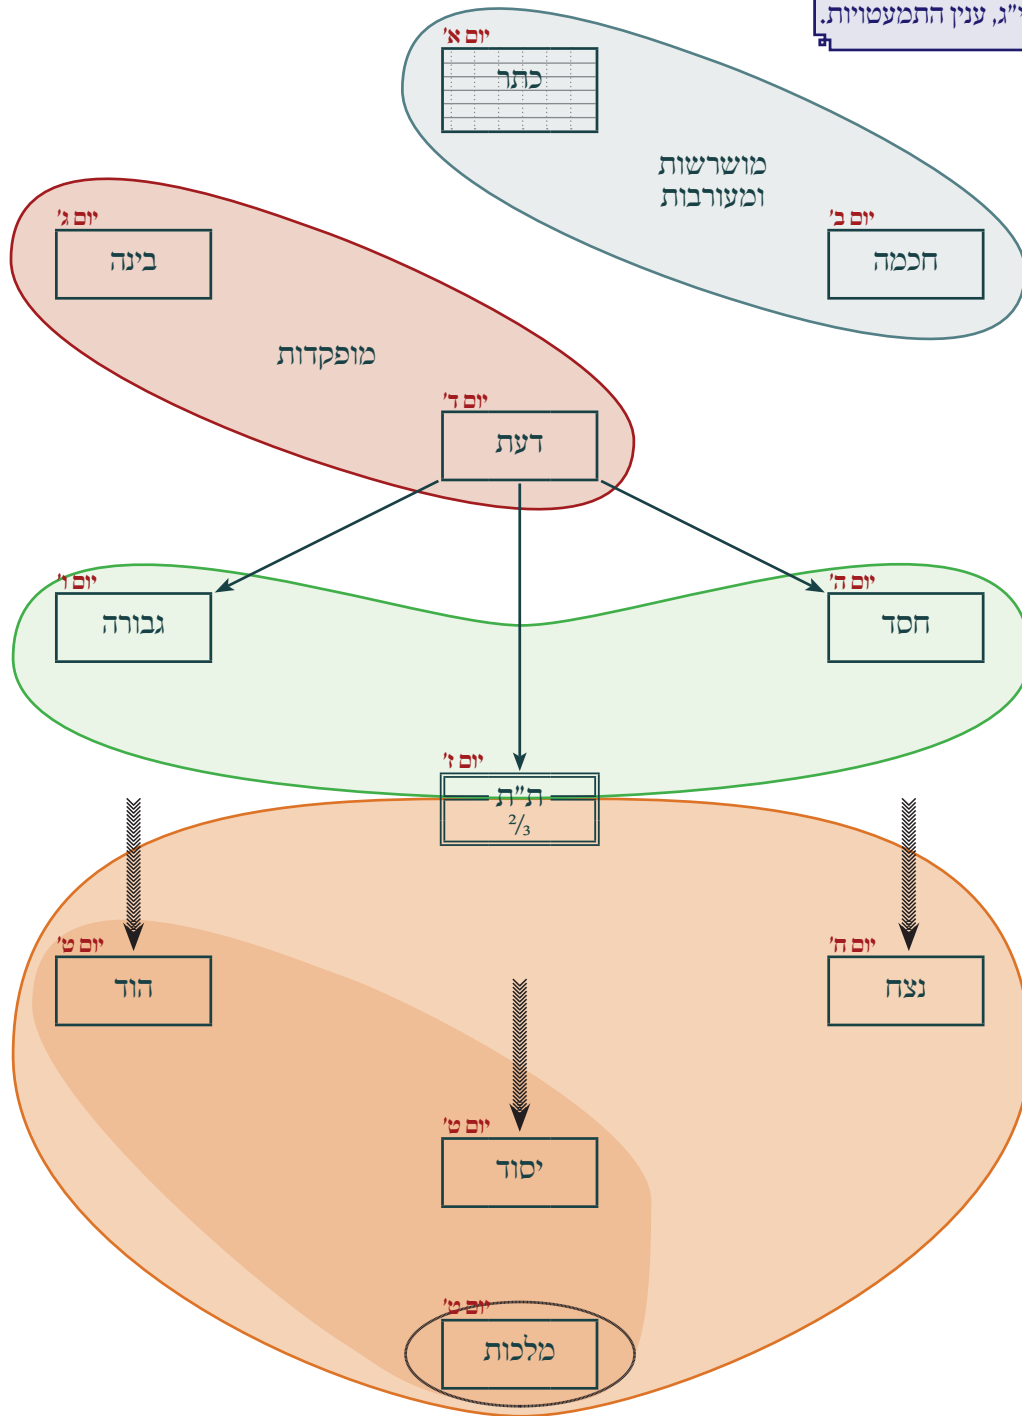 י"ג, ענין התמעטויות.
יום א'
כתר
מושרשות
ומעורבות
יום ב'
חכמה
יום ג'
בינה
מופקדות
יום ד'
דעת
יום ה'
חסד
יום ו'
גבורה
יום ז'
ת"ת
2/3
יום ח'
נצח
יום ט'
הוד
יום ט'
יסוד
יום ט'
מלכות